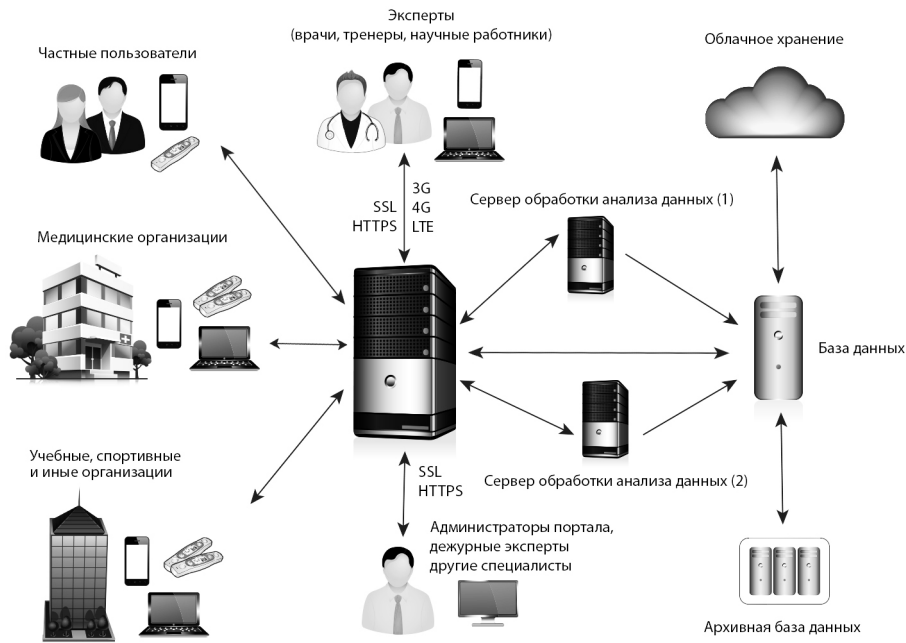 Эксперты
(врачи, тренеры, научные работники)
Частные пользователи
Облачное хранение
SSL
HTTPS
3G
4G
LTE
Сервер обработки анализа данных (1)
Медицинские организации
База данных
Учебные, спортивные
и иные организации
SSL
HTTPS
Сервер обработки анализа данных (2)
Администраторы портала,
дежурные эксперты
другие специалисты
Архивная база данных